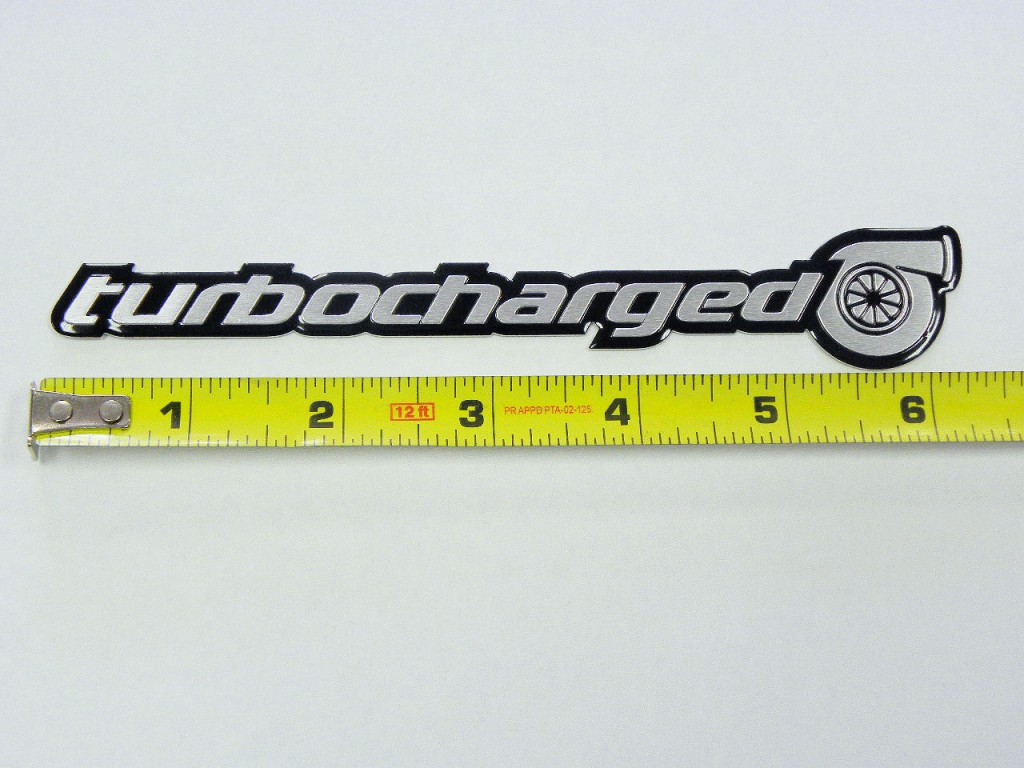 turbocharged
1 2 12 ft 3 PR APPD PTA-02-125 4 5 6